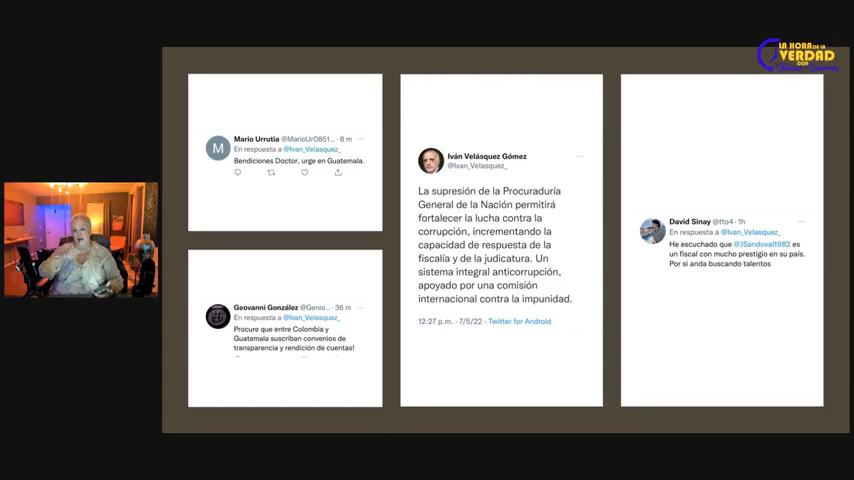 LA HORA DE LA
VERDAD
CON
Mario Urrutia @MarioUr0851... · 8 m
En respuesta a @Ivan_Velasquez_
Bendiciones Doctor, urge en Guatemala.
Geovanni González @Genio... · 36 m
En respuesta a @Ivan_Velasquez_
Procure que entre Colombia y
Guatemala suscriban convenios de
transparencia y rendición de cuentas!
Iván Velásquez Gómez
@Ivan_Velasquez_
La supresión de la Procuraduría
General de la Nación permitirá
fortalecer la lucha contra la
corrupción, incrementando la
capacidad de respuesta de la
fiscalía y de la judicatura. Un
sistema integral anticorrupción,
apoyado por una comisión
internacional contra la impunidad.
12:27 p.m. · 7/5/22 · Twitter for Android
David Sinay @tto4 · 1h
En respuesta a @Ivan_Velasquez_
He escuchado que @JSandoval1982 es
un fiscal con mucho prestigio en su país.
Por si anda buscando talentos